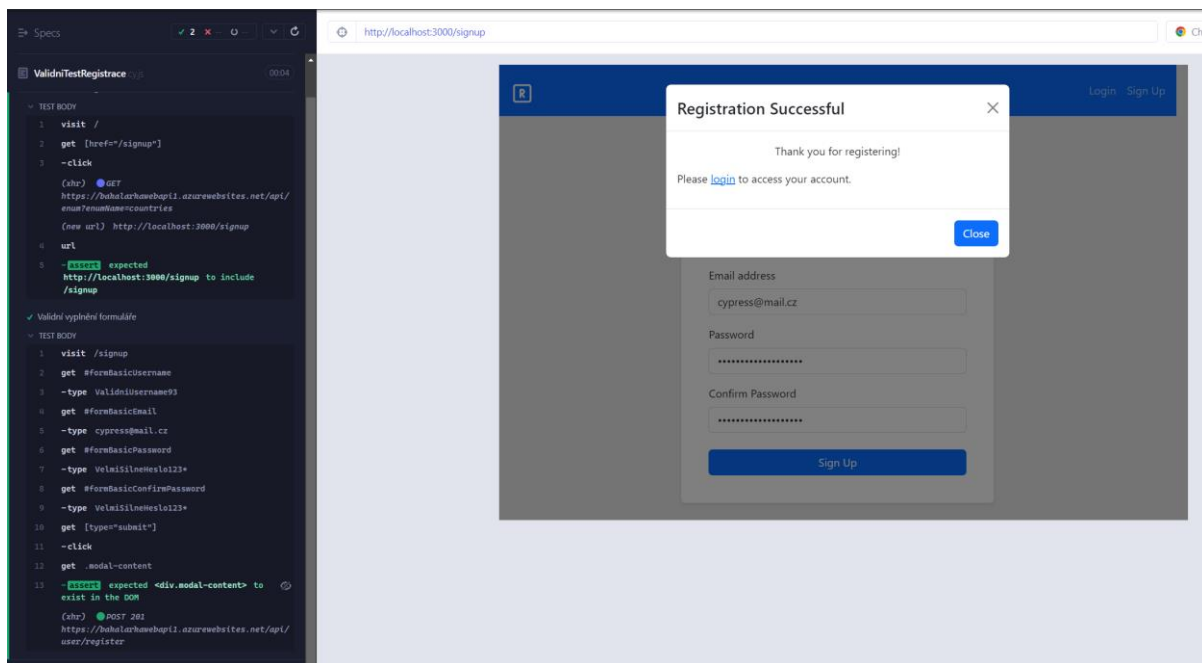 Specs
2
--
--
http://localhost:3000/signup
Ch
ValidniTestRegistrace.cy.js
00:04
TEST BODY
1 visit /
2 get [href="/signup"]
3 -click
(xhr) GET
https://bakalarkawebapi1.azurewebsites.net/api/
enum?enumName=countries
(new url) http://localhost:3000/signup
4 url
5 -assert expected
http://localhost:3000/signup to include
/signup
Validní vyplnění formuláře
TEST BODY
1 visit /signup
2 get #formBasicUsername
3 -type ValidniUsername93
4 get #formBasicEmail
5 -type cypress@mail.cz
6 get #formBasicPassword
7 -type VelmiSilneHeslo123*
8 get #formBasicConfirmPassword
9 -type VelmiSilneHeslo123*
10 get [type="submit"]
11 -click
12 get .modal-content
13 -assert expected <div.modal-content> to
exist in the DOM
(xhr) POST 201
https://bakalarkawebapi1.azurewebsites.net/api/
user/register
R
Login Sign Up
Registration Successful
Thank you for registering!
Please login to access your account.
Close
Email address
cypress@mail.cz
Password
Confirm Password
Sign Up